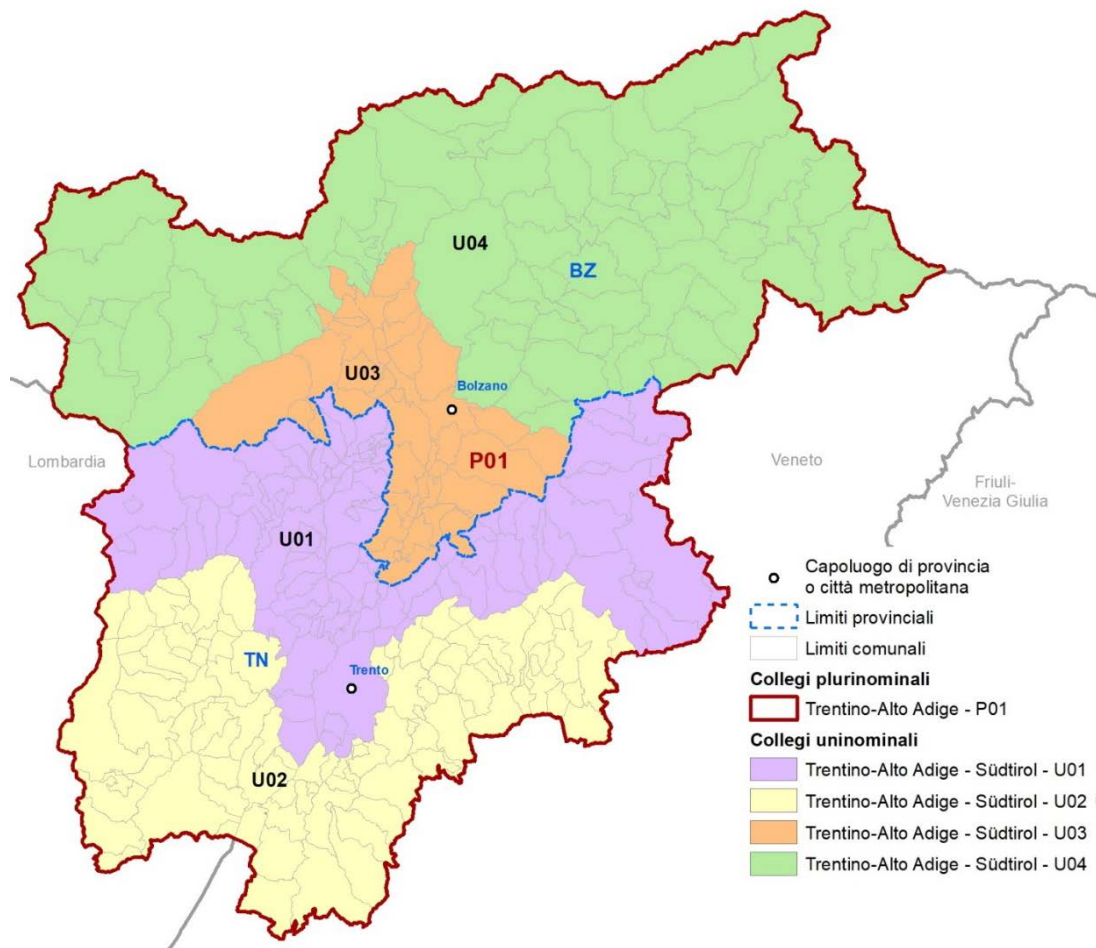 U04
BZ
U03
Bolzano
P01
Lombardia
Veneto
Friuli-
Venezia Giulia
U01
TN
Trento
U02
Capoluogo di provincia
o città metropolitana
Limiti provinciali
Limiti comunali
Collegi plurinominali
Trentino-Alto Adige - P01
Collegi uninominali
Trentino-Alto Adige - Südtirol - U01
Trentino-Alto Adige - Südtirol - U02
Trentino-Alto Adige - Südtirol - U03
Trentino-Alto Adige - Südtirol - U04